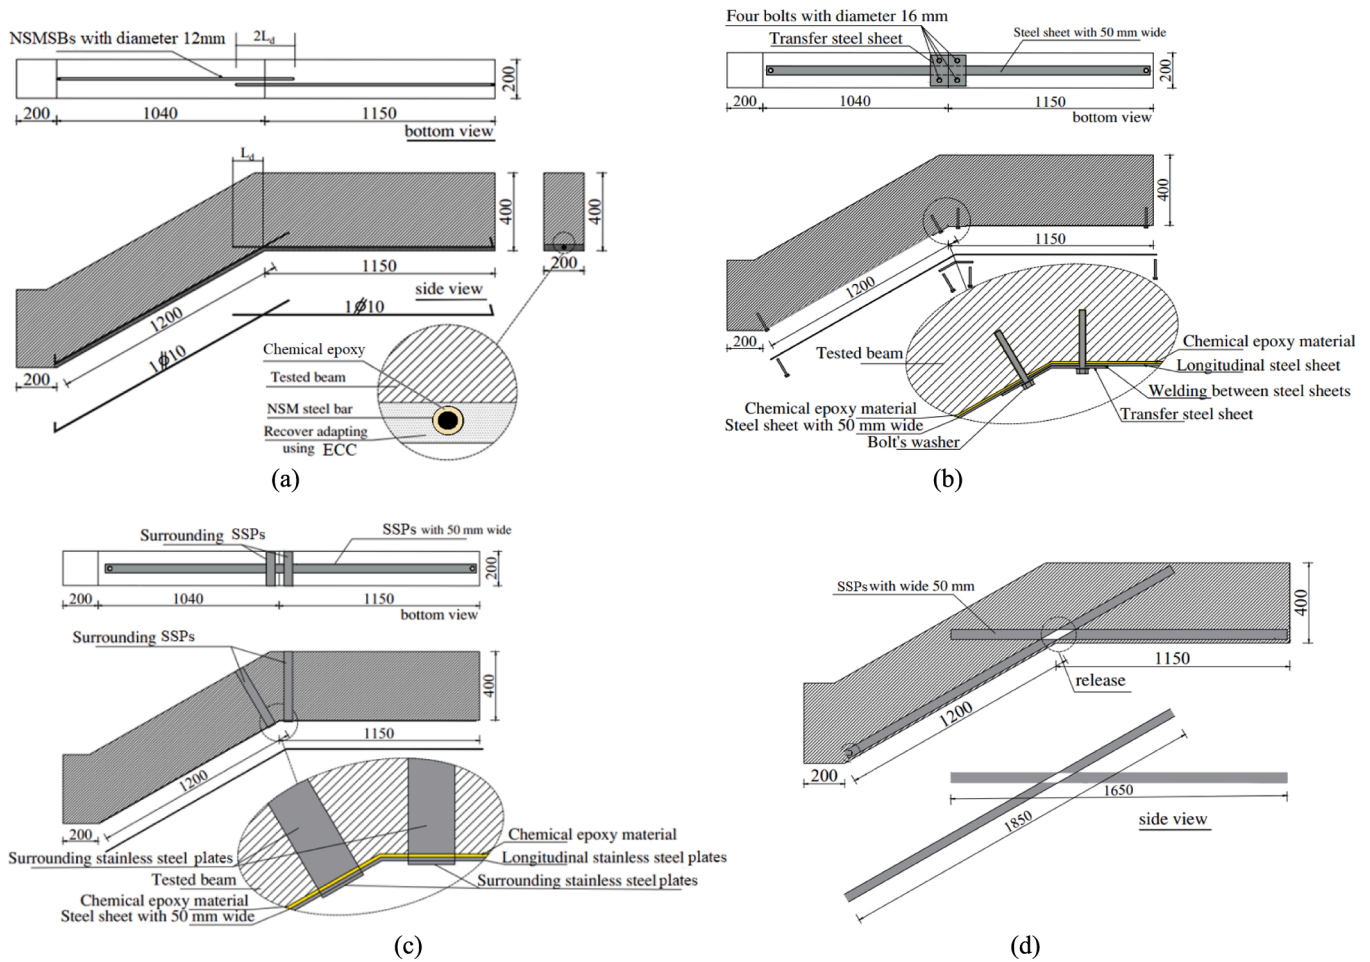 NSMSBs with diameter 12mm
2Ld
200
200
1040
1150
bottom view
Ld
400
400
1150
200
side view
1200
1ϕ10
200
1ϕ10
Chemical epoxy
Tested beam
NSM steel bar
Recover adapting
using ECC
(a)
Four bolts with diameter 16 mm
Transfer steel sheet
Steel sheet with 50 mm wide
200
200
1040
1150
bottom view
400
1150
1200
200
Tested beam
Chemical epoxy material
Longitudinal steel sheet
Welding between steel sheets
Transfer steel sheet
Chemical epoxy material
Steel sheet with 50 mm wide
Bolt's washer
(b)
Surrounding SSPs
SSPs with 50 mm wide
200
200
1040
1150
bottom view
Surrounding SSPs
400
1150
1200
200
Chemical epoxy material
Surrounding stainless steel plates
Longitudinal stainless steel plates
Tested beam
Surrounding stainless steel plates
Chemical epoxy material
Steel sheet with 50 mm wide
(c)
SSPs with wide 50 mm
400
1150
release
1200
200
1650
1850
side view
(d)